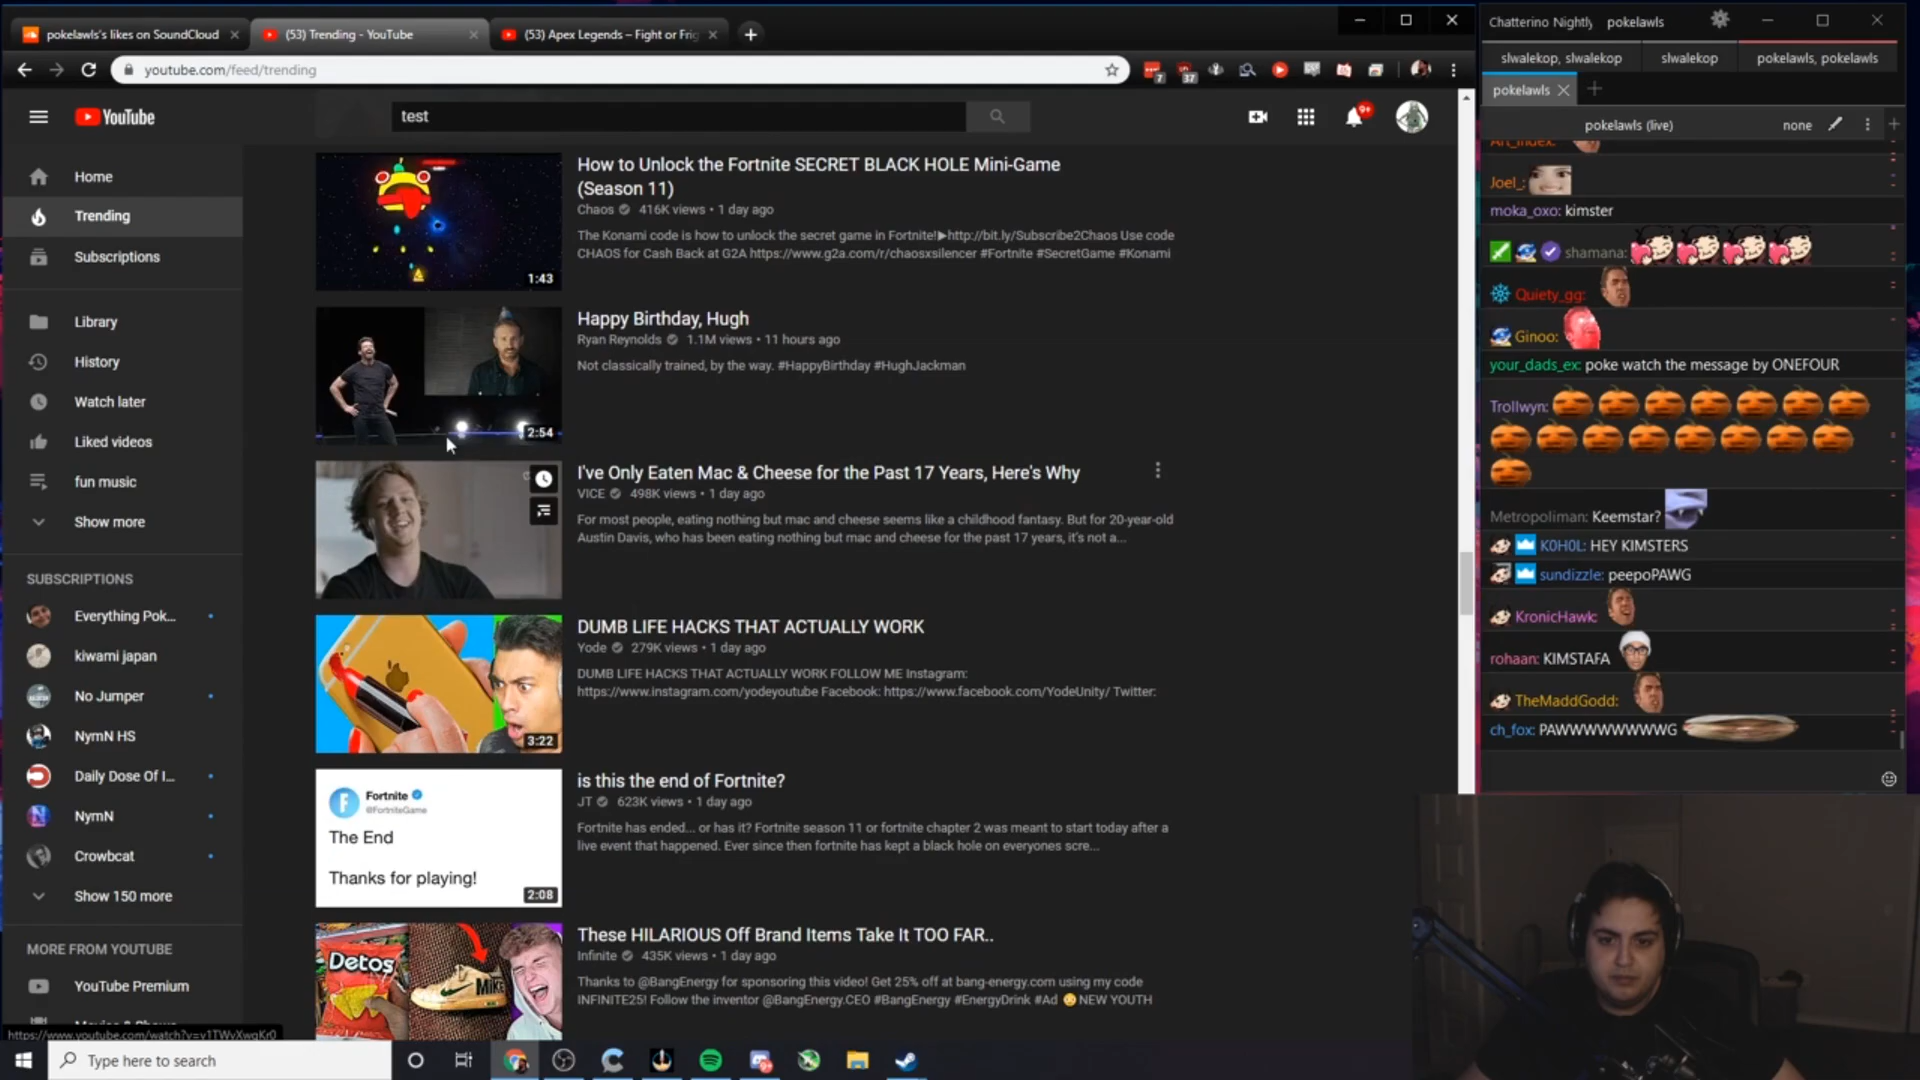 pokelawls's likes on SoundCloud
(53) Trending - YouTube
(53) Apex Legends – Fight or Frig
Chatterino Nightly pokelawls
slwalekop, slwalekop
slwalekop
pokelawls, pokelawls
youtube.com/feed/trending
7
37
pokelawls
YouTube
test
9+
pokelawls (live)
none
Home
Trending
Subscriptions
Library
History
Watch later
Liked videos
fun music
Show more
SUBSCRIPTIONS
Everything Pok...
kiwami japan
No Jumper
NymN HS
Daily Dose Of I...
NymN
Crowbcat
Show 150 more
MORE FROM YOUTUBE
YouTube Premium
https://www.youtube.com/watch?v=v1TWyXwqKr0
How to Unlock the Fortnite SECRET BLACK HOLE Mini-Game
(Season 11)
Chaos 416K views • 1 day ago
The Konami code is how to unlock the secret game in Fortnite!▶http://bit.ly/Subscribe2Chaos Use code
CHAOS for Cash Back at G2A https://www.g2a.com/r/chaosxsilencer #Fortnite #SecretGame #Konami
1:43
Happy Birthday, Hugh
Ryan Reynolds 1.1M views • 11 hours ago
Not classically trained, by the way. #HappyBirthday #HughJackman
2:54
I've Only Eaten Mac & Cheese for the Past 17 Years, Here's Why
VICE 498K views • 1 day ago
For most people, eating nothing but mac and cheese seems like a childhood fantasy. But for 20-year-old
Austin Davis, who has been eating nothing but mac and cheese for the past 17 years, it's not a...
DUMB LIFE HACKS THAT ACTUALLY WORK
Yode 279K views • 1 day ago
DUMB LIFE HACKS THAT ACTUALLY WORK FOLLOW ME Instagram:
https://www.instagram.com/yodeyoutube Facebook: https://www.facebook.com/YodeUnity/ Twitter:
3:22
is this the end of Fortnite?
JT 623K views • 1 day ago
Fortnite has ended... or has it? Fortnite season 11 or fortnite chapter 2 was meant to start today after a
live event that happened. Ever since then fortnite has kept a black hole on everyones scre...
Fortnite
@FortniteGame
The End
Thanks for playing!
2:08
These HILARIOUS Off Brand Items Take It TOO FAR..
Infinite 435K views • 1 day ago
Thanks to @BangEnergy for sponsoring this video! Get 25% off at bang-energy.com using my code
INFINITE25! Follow the inventor @BangEnergy.CEO #BangEnergy #EnergyDrink #Ad 😳NEW YOUTH
Detos
Mike
Art_Index:
Joel_:
moka_oxo: kimster
shamana:
Quiety_gg:
Ginoo:
your_dads_ex: poke watch the message by ONEFOUR
Trollwyn:
Metropoliman: Keemstar?
K0H0L: HEY KIMSTERS
sundizzle: peepoPAWG
KronicHawk:
rohaan: KIMSTAFA
TheMaddGodd:
ch_fox: PAWWWWWWWWG
Type here to search